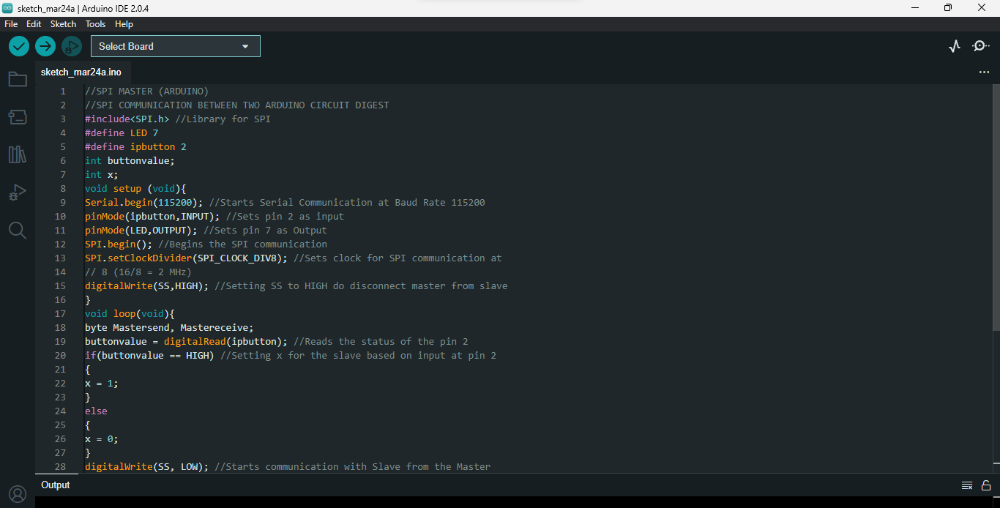 sketch_mar24a | Arduino IDE 2.0.4
File Edit Sketch Tools Help
Select Board
sketch_mar24a.ino
1 //SPI MASTER (ARDUINO)
2 //SPI COMMUNICATION BETWEEN TWO ARDUINO CIRCUIT DIGEST
3 #include<SPI.h> //Library for SPI
4 #define LED 7
5 #define ipbutton 2
6 int buttonvalue;
7 int x;
8 void setup (void){
9 Serial.begin(115200); //Starts Serial Communication at Baud Rate 115200
10 pinMode(ipbutton,INPUT); //Sets pin 2 as input
11 pinMode(LED,OUTPUT); //Sets pin 7 as Output
12 SPI.begin(); //Begins the SPI communication
13 SPI.setClockDivider(SPI_CLOCK_DIV8); //Sets clock for SPI communication at
14 // 8 (16/8 = 2 MHz)
15 digitalWrite(SS,HIGH); //Setting SS to HIGH do disconnect master from slave
16 }
17 void loop(void){
18 byte Mastersend, Mastereceive;
19 buttonvalue = digitalRead(ipbutton); //Reads the status of the pin 2
20 if(buttonvalue == HIGH) //Setting x for the slave based on input at pin 2
21 {
22 x = 1;
23 }
24 else
25 {
26 x = 0;
27 }
28 digitalWrite(SS, LOW); //Starts communication with Slave from the Master
Output